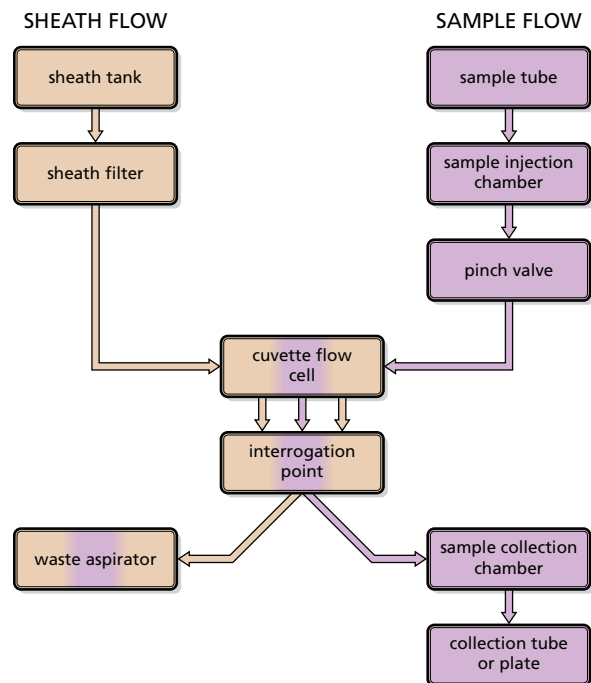 SHEATH FLOW
SAMPLE FLOW
sheath tank
sample tube
sheath filter
sample injection
chamber
pinch valve
cuvette flow
cell
interrogation
point
waste aspirator
sample collection
chamber
collection tube
or plate